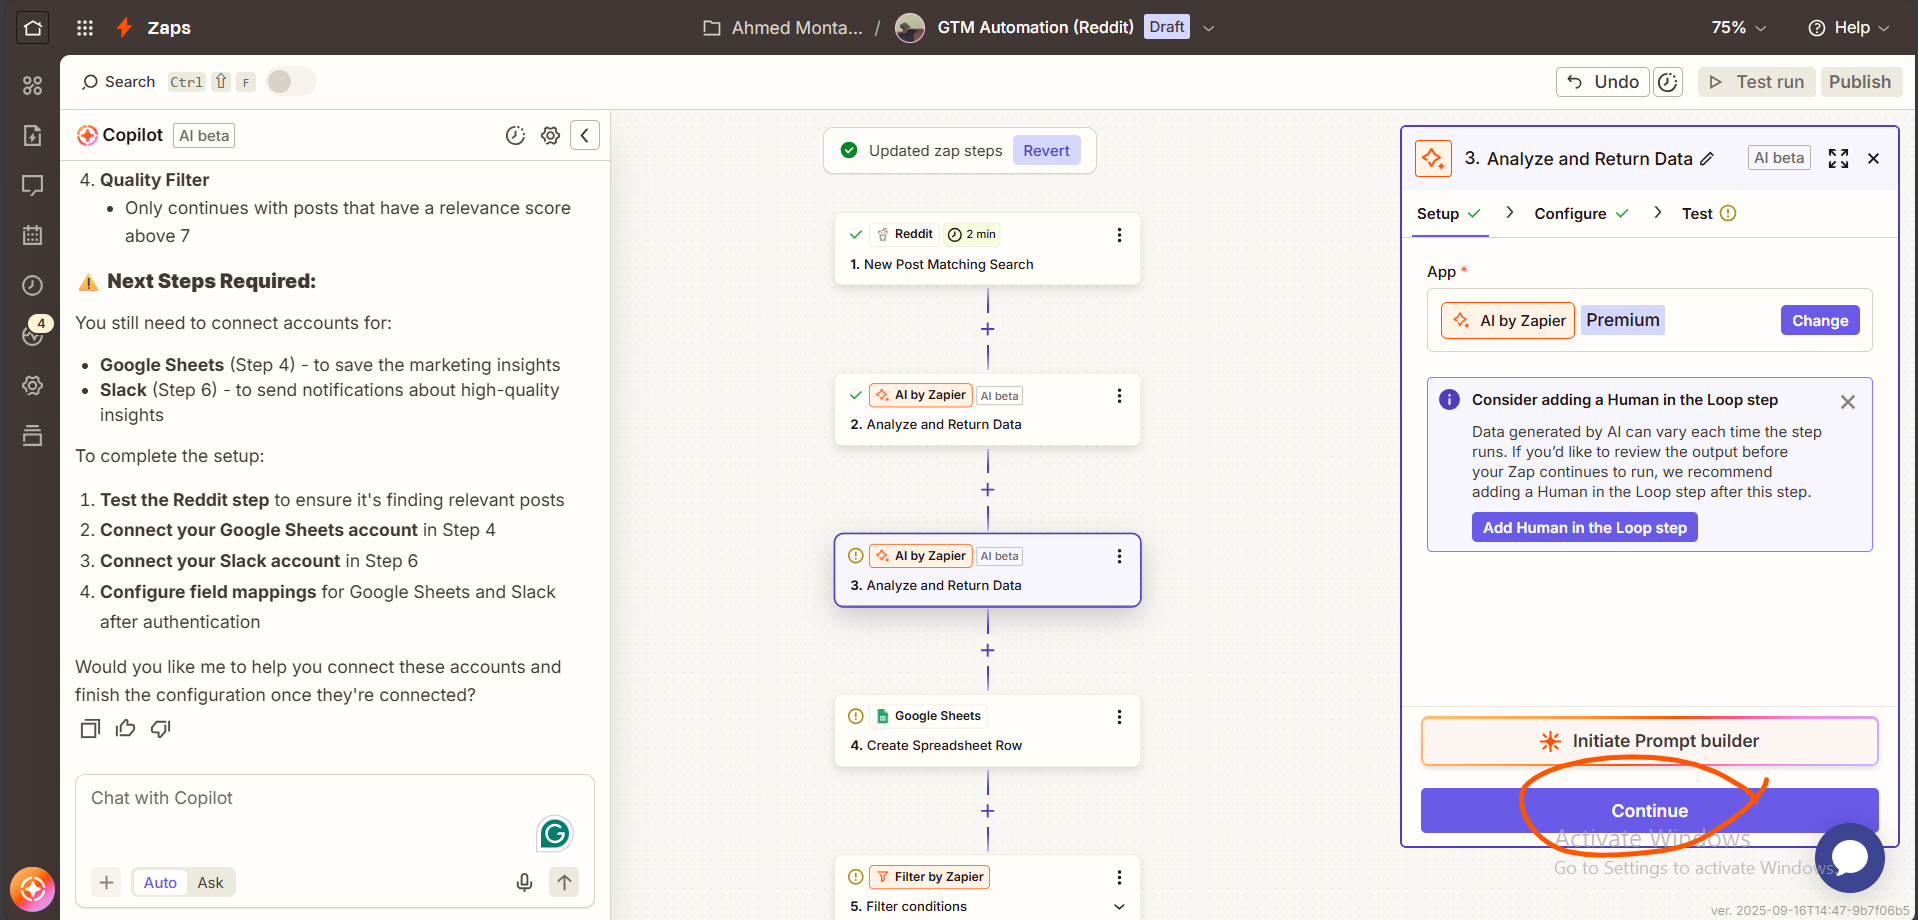 Zaps
Ahmed Monta... / GTM Automation (Reddit) Draft
75%
Help
Search Ctrl ⇧ F
Undo
Test run
Publish
Copilot AI beta
4
4. Quality Filter
• Only continues with posts that have a relevance score
above 7
⚠ Next Steps Required:
You still need to connect accounts for:
• Google Sheets (Step 4) - to save the marketing insights
• Slack (Step 6) - to send notifications about high-quality
insights
To complete the setup:
1. Test the Reddit step to ensure it's finding relevant posts
2. Connect your Google Sheets account in Step 4
3. Connect your Slack account in Step 6
4. Configure field mappings for Google Sheets and Slack
after authentication
Would you like me to help you connect these accounts and
finish the configuration once they're connected?
Chat with Copilot
Auto Ask
Updated zap steps Revert
Reddit 2 min
1. New Post Matching Search
AI by Zapier AI beta
2. Analyze and Return Data
AI by Zapier AI beta
3. Analyze and Return Data
Google Sheets
4. Create Spreadsheet Row
Filter by Zapier
5. Filter conditions
3. Analyze and Return Data AI beta
Setup Configure Test
App *
AI by Zapier Premium Change
Consider adding a Human in the Loop step
Data generated by AI can vary each time the step
runs. If you'd like to review the output before
your Zap continues to run, we recommend
adding a Human in the Loop step after this step.
Add Human in the Loop step
Initiate Prompt builder
Continue
Activate Windows
Go to Settings to activate Windows.
ver. 2025-09-16T14:47-9b7f06b5